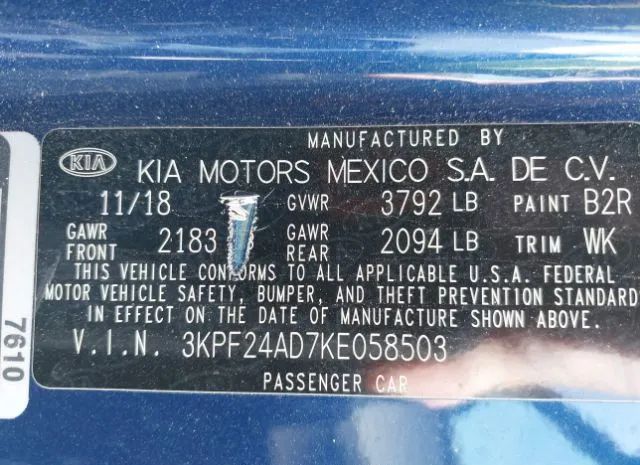 MANUFACTURED BY
KIA KIA MOTORS MEXICO S.A. DE C.V.
11/18 GVWR 3792 LB PAINT B2R
GAWR FRONT 2183 GAWR REAR 2094 LB TRIM WK
THIS VEHICLE CONFORMS TO ALL APPLICABLE U.S.A. FEDERAL
MOTOR VEHICLE SAFETY, BUMPER, AND THEFT PREVENTION STANDARD
IN EFFECT ON THE DATE OF MANUFACTURE SHOWN ABOVE.
V.I.N. 3KPF24AD7KE058503
PASSENGER CAR
7610